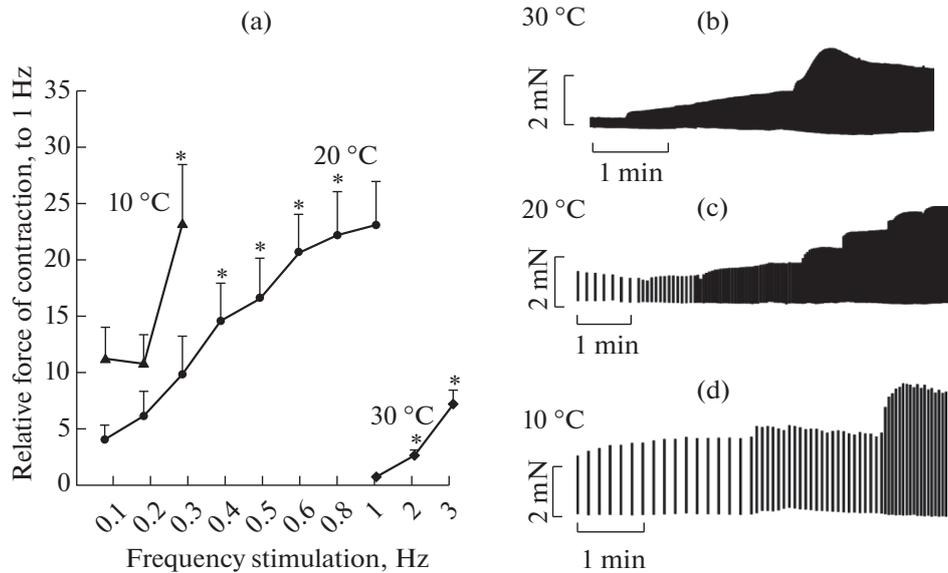 (a)
Relative force of contraction, to 1 Hz
35
30
25
20
15
10
5
0
10 °C
*
20 °C
*
*
*
*
30 °C
*
*
0.1
0.2
0.3
0.4
0.5
0.6
0.8
1
2
3
Frequency stimulation, Hz
30 °C
(b)
2 mN
1 min
20 °C
(c)
2 mN
1 min
10 °C
(d)
2 mN
1 min